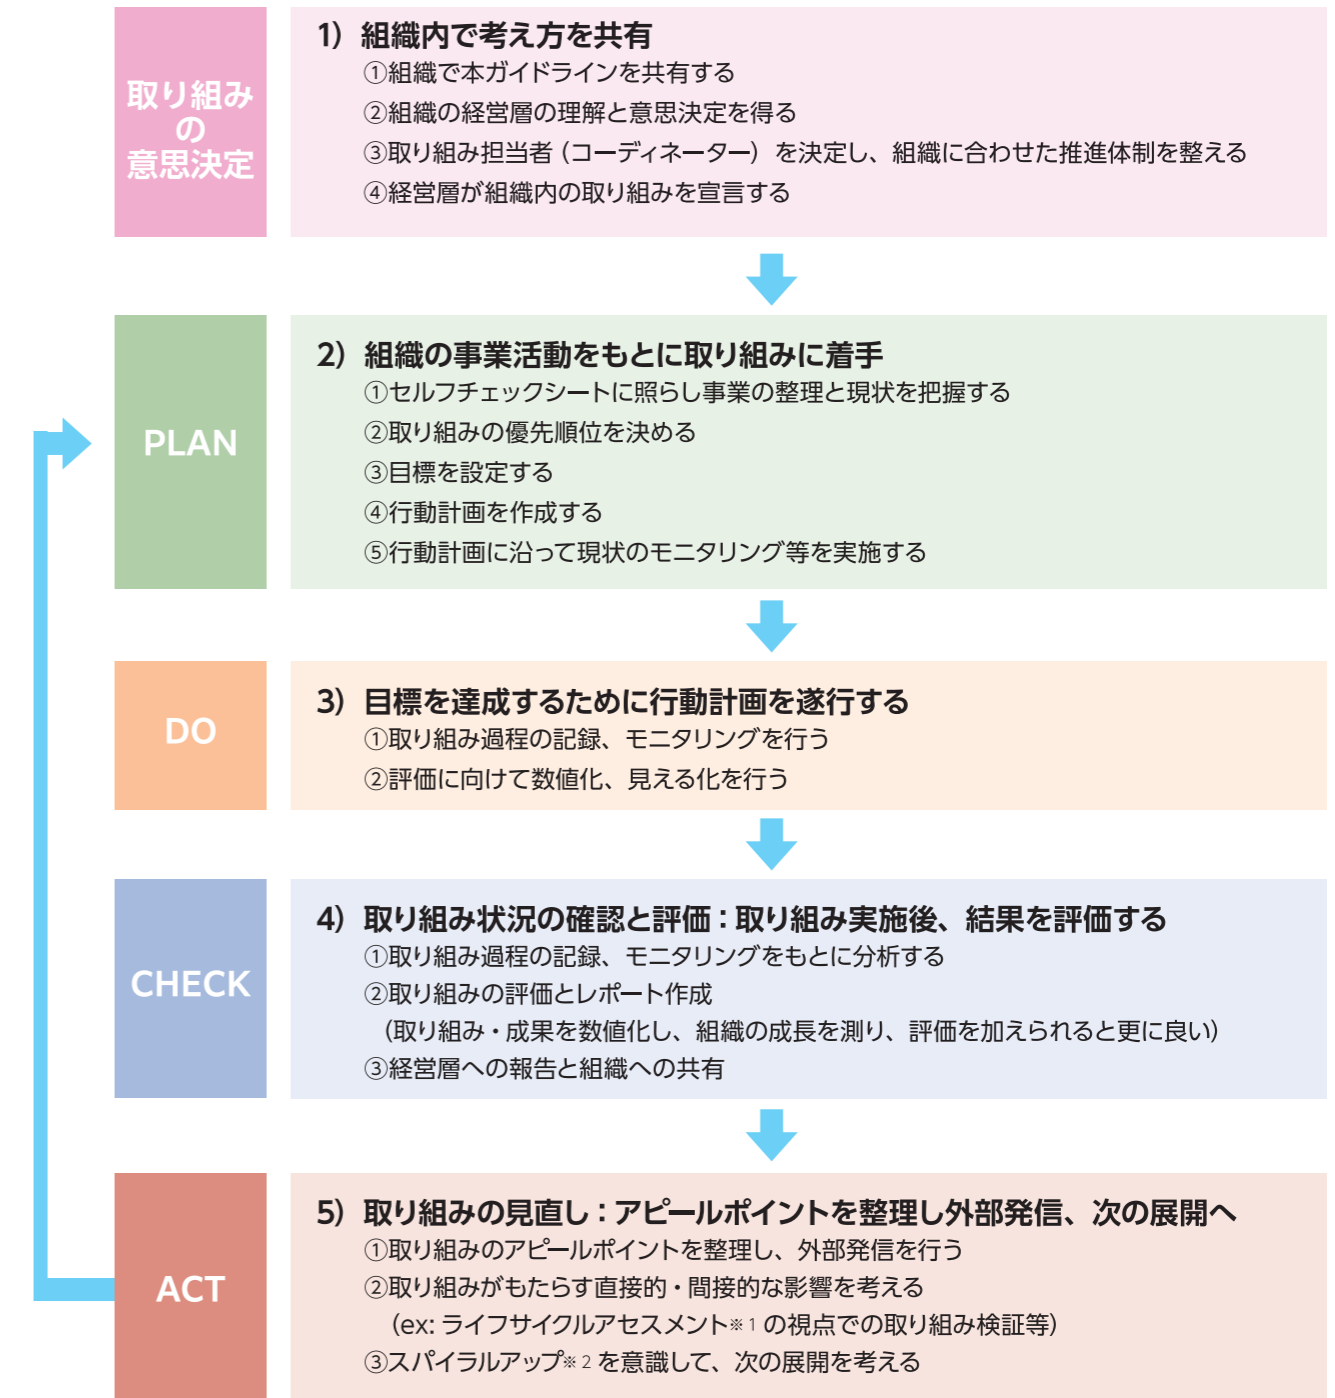 取り組み
の
意思決定
1）組織内で考え方を共有
①組織で本ガイドラインを共有する
②組織の経営層の理解と意思決定を得る
③取り組み担当者（コーディネーター）を決定し、組織に合わせた推進体制を整える
④経営層が組織内の取り組みを宣言する
PLAN
2）組織の事業活動をもとに取り組みに着手
①セルフチェックシートに照らし事業の整理と現状を把握する
②取り組みの優先順位を決める
③目標を設定する
④行動計画を作成する
⑤行動計画に沿って現状のモニタリング等を実施する
DO
3）目標を達成するために行動計画を遂行する
①取り組み過程の記録、モニタリングを行う
②評価に向けて数値化、見える化を行う
CHECK
4）取り組み状況の確認と評価：取り組み実施後、結果を評価する
①取り組み過程の記録、モニタリングをもとに分析する
②取り組みの評価とレポート作成
（取り組み・成果を数値化し、組織の成長を測り、評価を加えられると更に良い）
③経営層への報告と組織への共有
ACT
5）取り組みの見直し：アピールポイントを整理し外部発信、次の展開へ
①取り組みのアピールポイントを整理し、外部発信を行う
②取り組みがもたらす直接的・間接的な影響を考える
（ex: ライフサイクルアセスメント※1 の視点での取り組み検証等）
③スパイラルアップ※2 を意識して、次の展開を考える